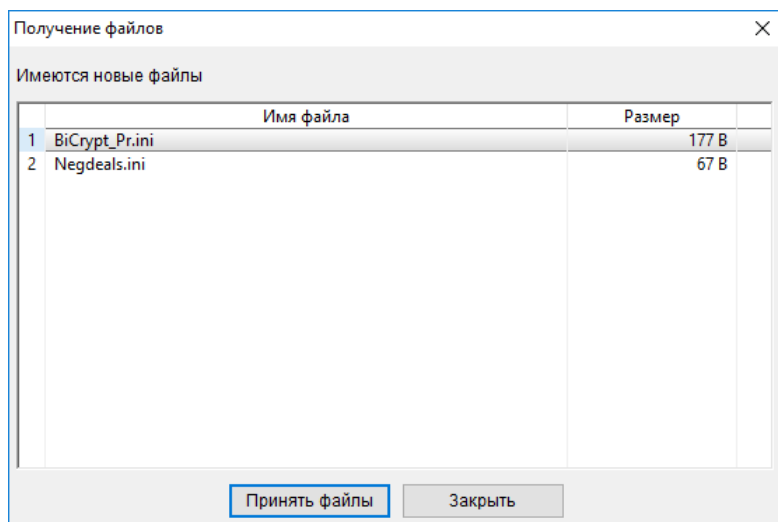 Получение файлов
Имеются новые файлы
Имя файла Размер
1 BiCrypt_Pr.ini 177 B
2 Negdeals.ini 67 B
Принять файлы Закрыть